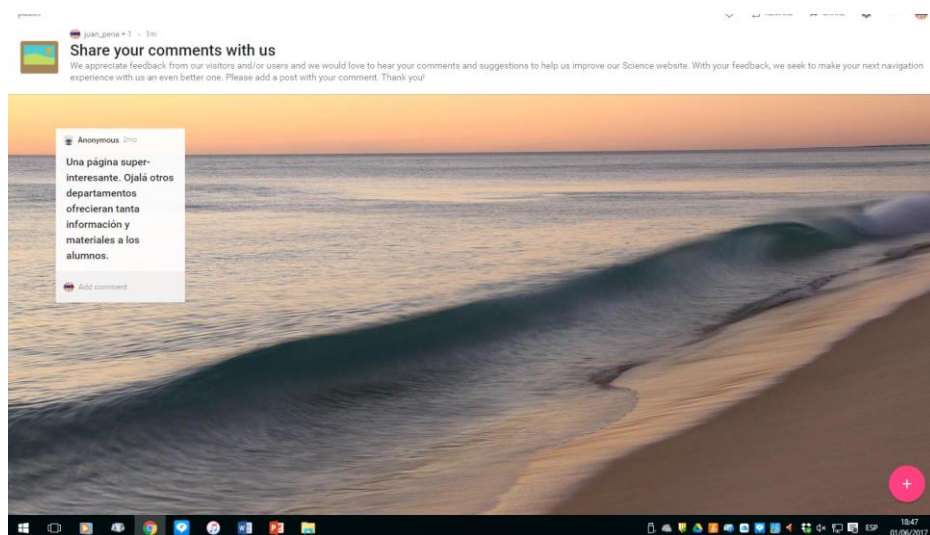 juan_pena + 1 · 1m
Share your comments with us
We appreciate feedback from our visitors and/or users and we would love to hear your comments and suggestions to help us improve our Science website. With your feedback, we seek to make your next navigation
experience with us an even better one. Please add a post with your comment. Thank you!
Anonymous 2mo
Una página super-
interesante. Ojalá otros
departamentos
ofrecieran tanta
información y
materiales a los
alumnos.
Add comment
ESP
18:47
01/06/2017